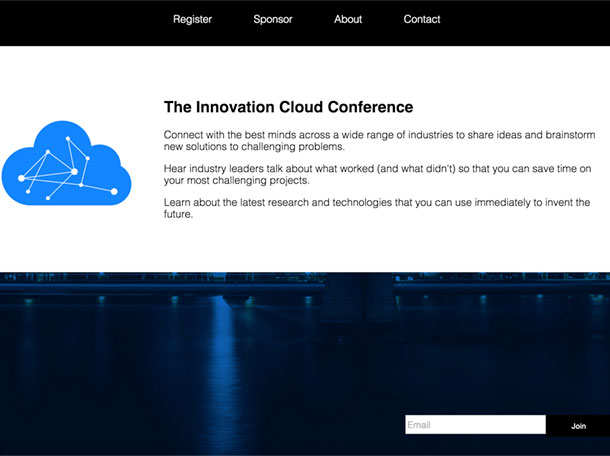 Register Sponsor About Contact
The Innovation Cloud Conference
Connect with the best minds across a wide range of industries to share ideas and brainstorm
new solutions to challenging problems.
Hear industry leaders talk about what worked (and what didn't) so that you can save time on
your most challenging projects.
Learn about the latest research and technologies that you can use immediately to invent the
future.
Email Join